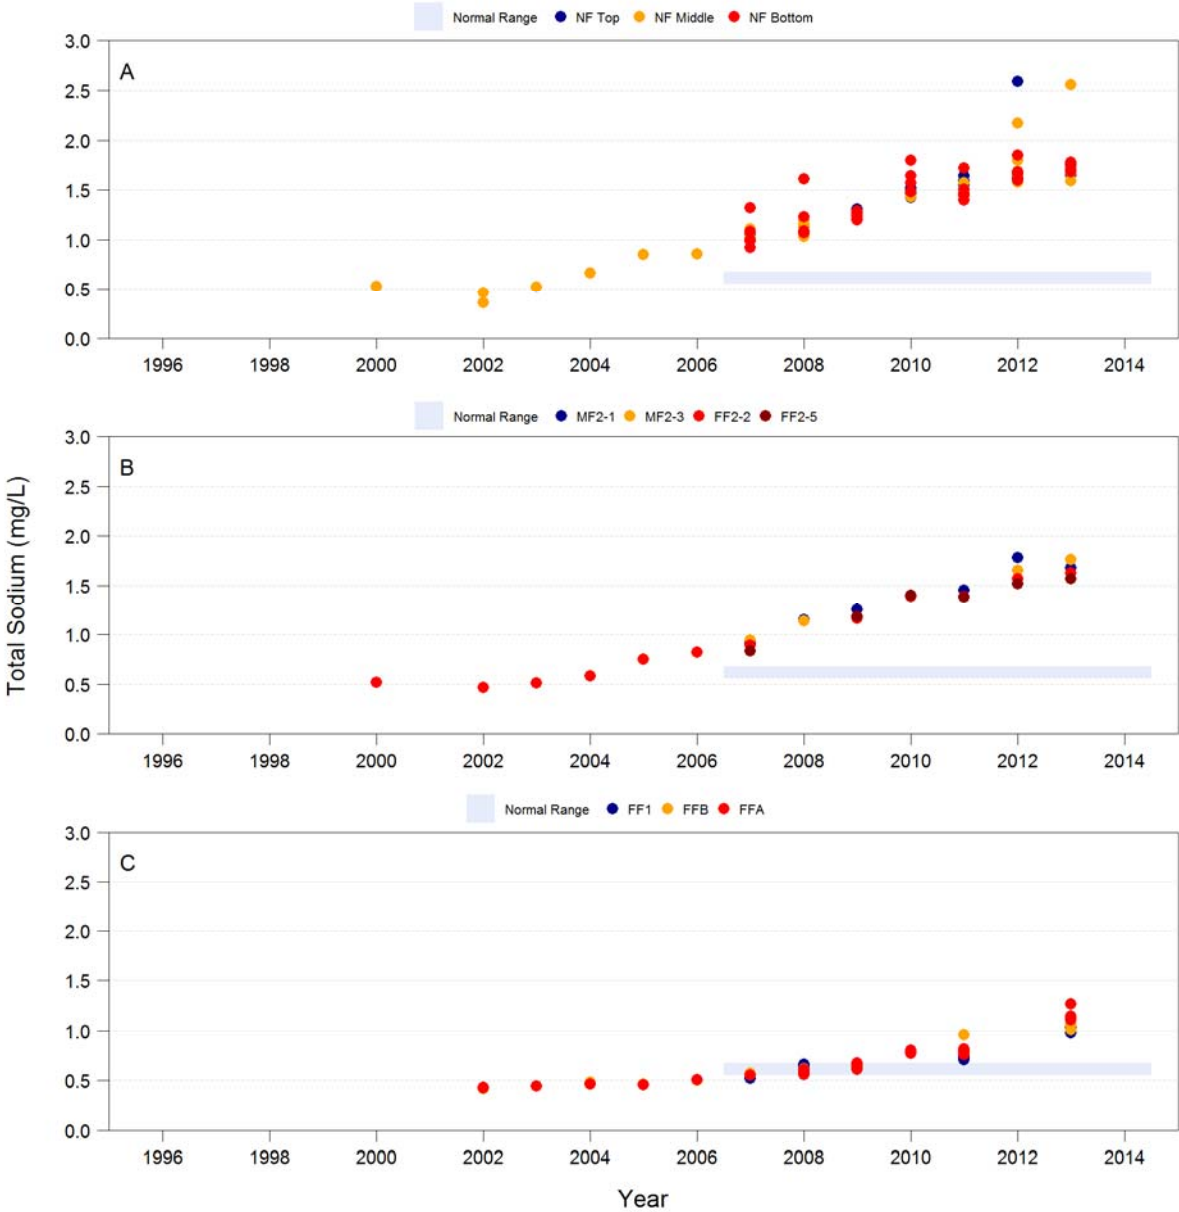 Normal Range NF Top NF Middle NF Bottom
A
3.0
2.5
2.0
1.5
1.0
0.5
0.0
1996 1998 2000 2002 2004 2006 2008 2010 2012 2014
Normal Range MF2-1 MF2-3 FF2-2 FF2-5
B
3.0
2.5
2.0
1.5
1.0
0.5
0.0
1996 1998 2000 2002 2004 2006 2008 2010 2012 2014
Total Sodium (mg/L)
Normal Range FF1 FFB FFA
C
3.0
2.5
2.0
1.5
1.0
0.5
0.0
1996 1998 2000 2002 2004 2006 2008 2010 2012 2014
Year